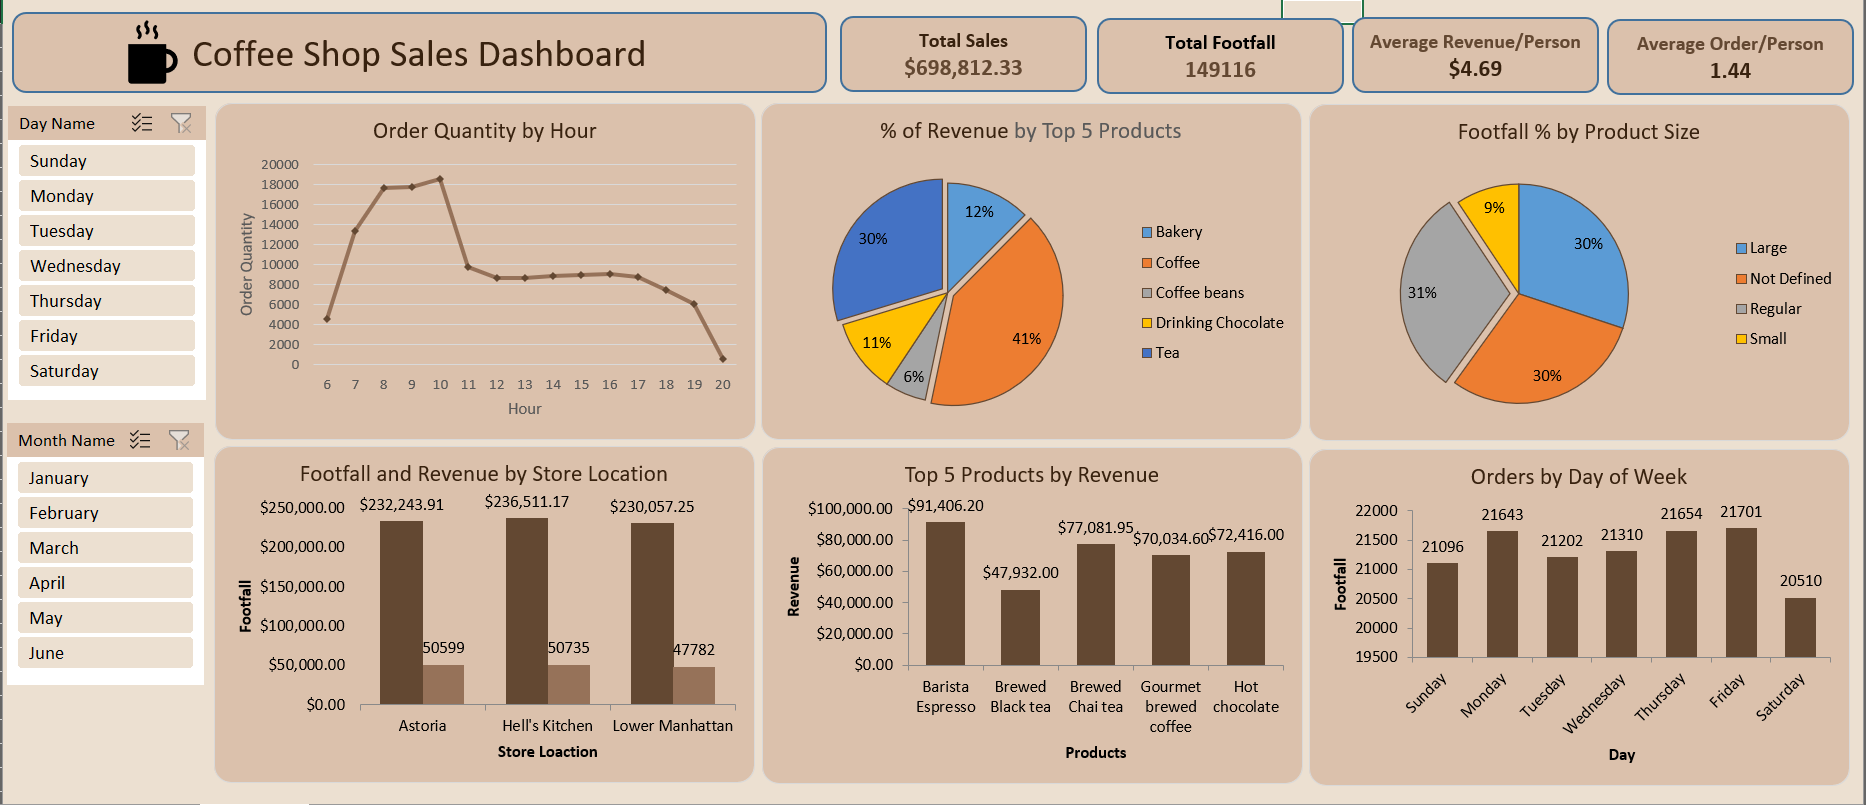 Coffee Shop Sales Dashboard
Total Sales
$698,812.33
Total Footfall
149116
Average Revenue/Person
$4.69
Average Order/Person
1.44
Day Name
Sunday
Monday
Tuesday
Wednesday
Thursday
Friday
Saturday
Month Name
January
February
March
April
May
June
Order Quantity by Hour
Order Quantity
20000
18000
16000
14000
12000
10000
8000
6000
4000
2000
0
6 7 8 9 10 11 12 13 14 15 16 17 18 19 20
Hour
% of Revenue by Top 5 Products
12%
30%
41%
11%
6%
Bakery
Coffee
Coffee beans
Drinking Chocolate
Tea
Footfall % by Product Size
9%
30%
31%
30%
Large
Not Defined
Regular
Small
Footfall and Revenue by Store Location
Footfall
$250,000.00
$200,000.00
$150,000.00
$100,000.00
$50,000.00
$0.00
$232,243.91 $236,511.17 $230,057.25
50599 50735 47782
Astoria Hell's Kitchen Lower Manhattan
Store Loaction
Top 5 Products by Revenue
Revenue
$100,000.00
$80,000.00
$60,000.00
$40,000.00
$20,000.00
$0.00
$91,406.20
$47,932.00
$77,081.95
$70,034.60
$72,416.00
Barista Espresso
Brewed Black tea
Brewed Chai tea
Gourmet brewed coffee
Hot chocolate
Products
Orders by Day of Week
Footfall
22000
21500
21000
20500
20000
19500
21096 21643 21202 21310 21654 21701 20510
Sunday Monday Tuesday Wednesday Thursday Friday Saturday
Day